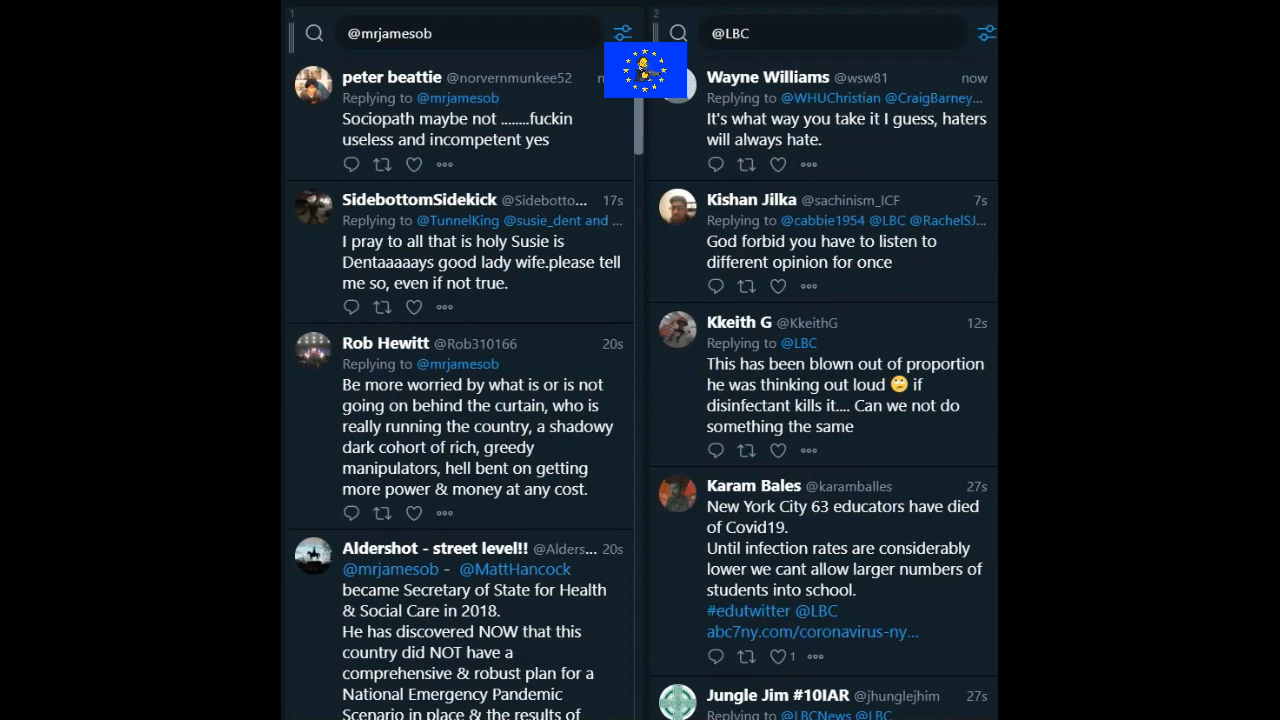 1
@mrjamesob
peter beattie @norvernmunkee52
Replying to @mrjamesob
Sociopath maybe not ........fuckin
useless and incompetent yes
SidebottomSidekick @Sidebotto... 17s
Replying to @TunnelKing @susie_dent and ...
I pray to all that is holy Susie is
Dentaaaaays good lady wife.please tell
me so, even if not true.
Rob Hewitt @Rob310166 20s
Replying to @mrjamesob
Be more worried by what is or is not
going on behind the curtain, who is
really running the country, a shadowy
dark cohort of rich, greedy
manipulators, hell bent on getting
more power & money at any cost.
Aldershot - street level!! @Alders... 20s
@mrjamesob - @MattHancock
became Secretary of State for Health
& Social Care in 2018.
He has discovered NOW that this
country did NOT have a
comprehensive & robust plan for a
National Emergency Pandemic
Scenario in place & the results of
2
@LBC
Wayne Williams @wsw81 now
Replying to @WHUChristian @CraigBarney...
It's what way you take it I guess, haters
will always hate.
Kishan Jilka @sachinism_ICF 7s
Replying to @cabbie1954 @LBC @RachelSJ...
God forbid you have to listen to
different opinion for once
Kkeith G @KkeithG 12s
Replying to @LBC
This has been blown out of proportion
he was thinking out loud 🙄 if
disinfectant kills it.... Can we not do
something the same
Karam Bales @karamballes 27s
New York City 63 educators have died
of Covid19.
Until infection rates are considerably
lower we cant allow larger numbers of
students into school.
#edutwitter @LBC
abc7ny.com/coronavirus-ny...
1
Jungle Jim #10IAR @jhunglejhim 27s
Replying to @LBCNews @LBC